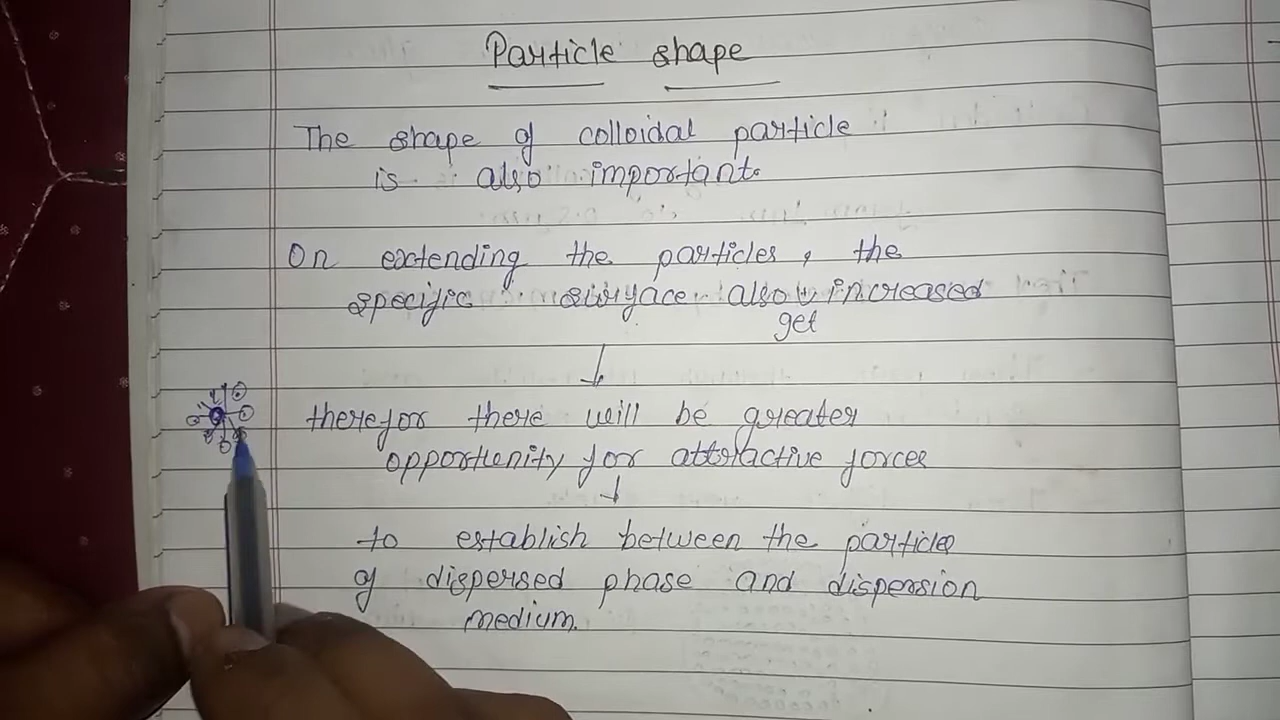 Particle shape
The shape of colloidal particle
is also important.
On extending the particles, the
specific surface also increased
get
therefor there will be greater
opportunity for attractive forces
to establish between the particles
of dispersed phase and dispersion
medium.